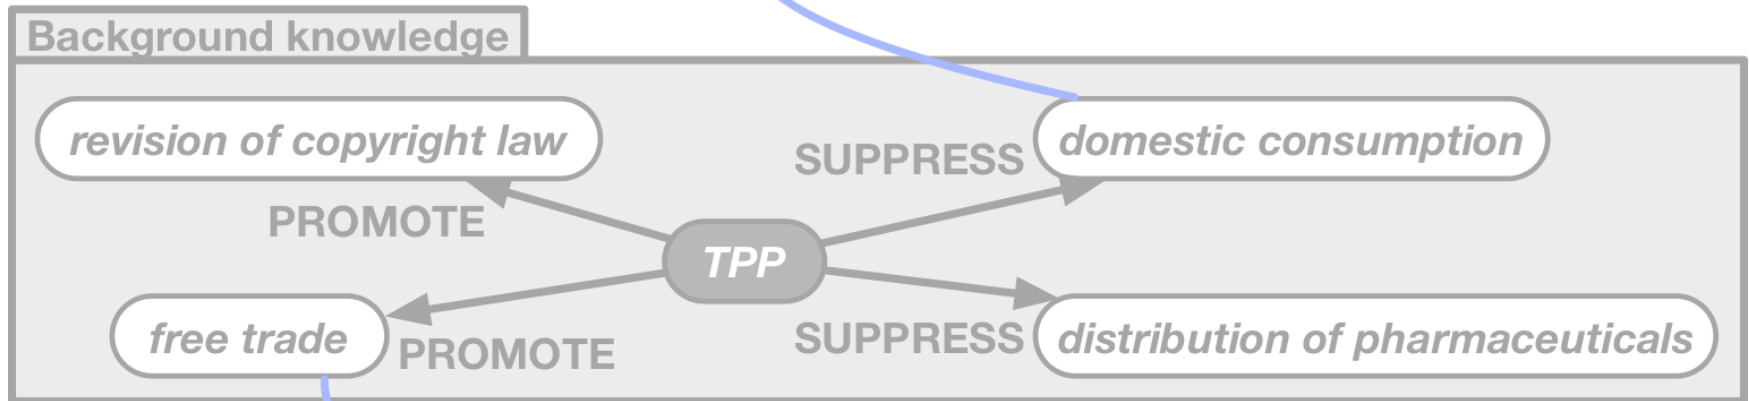 Background knowledge
revision of copyright law
domestic consumption
SUPPRESS
PROMOTE
TPP
free trade
PROMOTE
SUPPRESS
distribution of pharmaceuticals